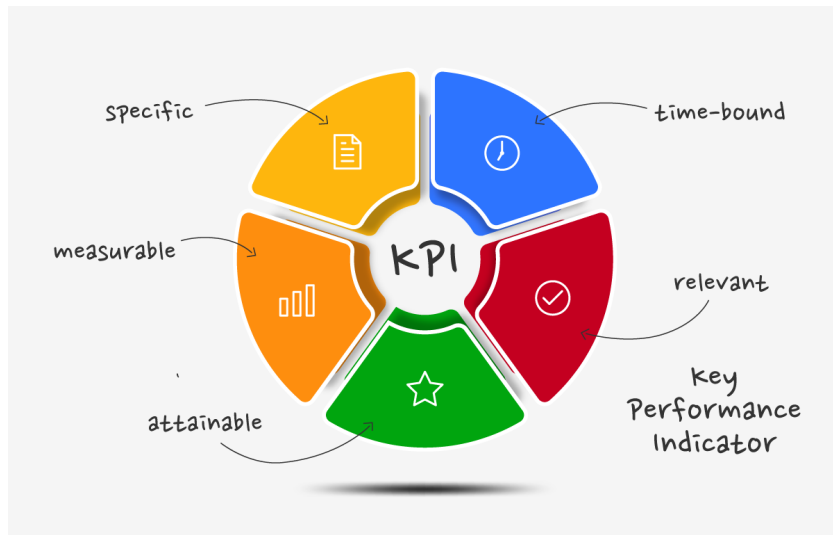 specific
time-bound
measurable
KPI
relevant
attainable
Key
Performance
Indicator